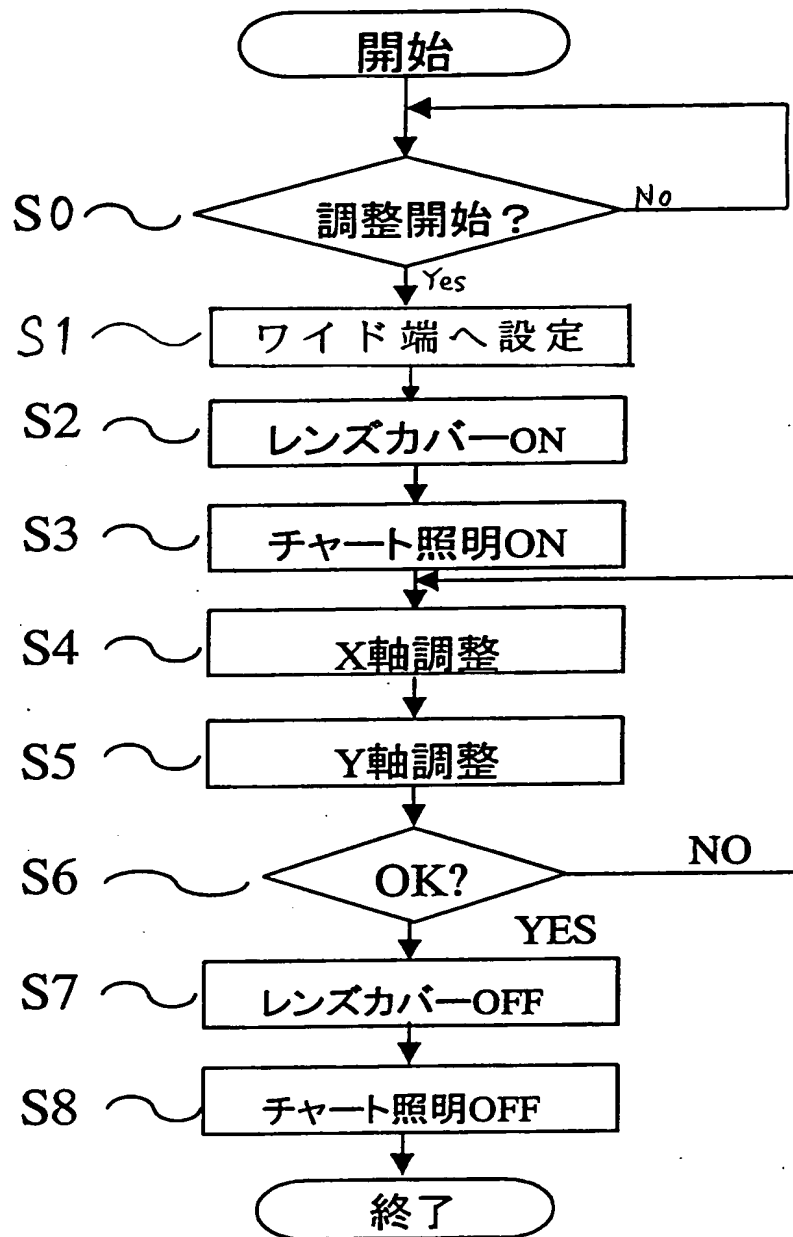 開始
S0 調整開始？ No
Yes
S1 ワイド端へ設定
S2 レンズカバーON
S3 チャート照明ON
S4 X軸調整
S5 Y軸調整
S6 OK? NO
YES
S7 レンズカバーOFF
S8 チャート照明OFF
終了